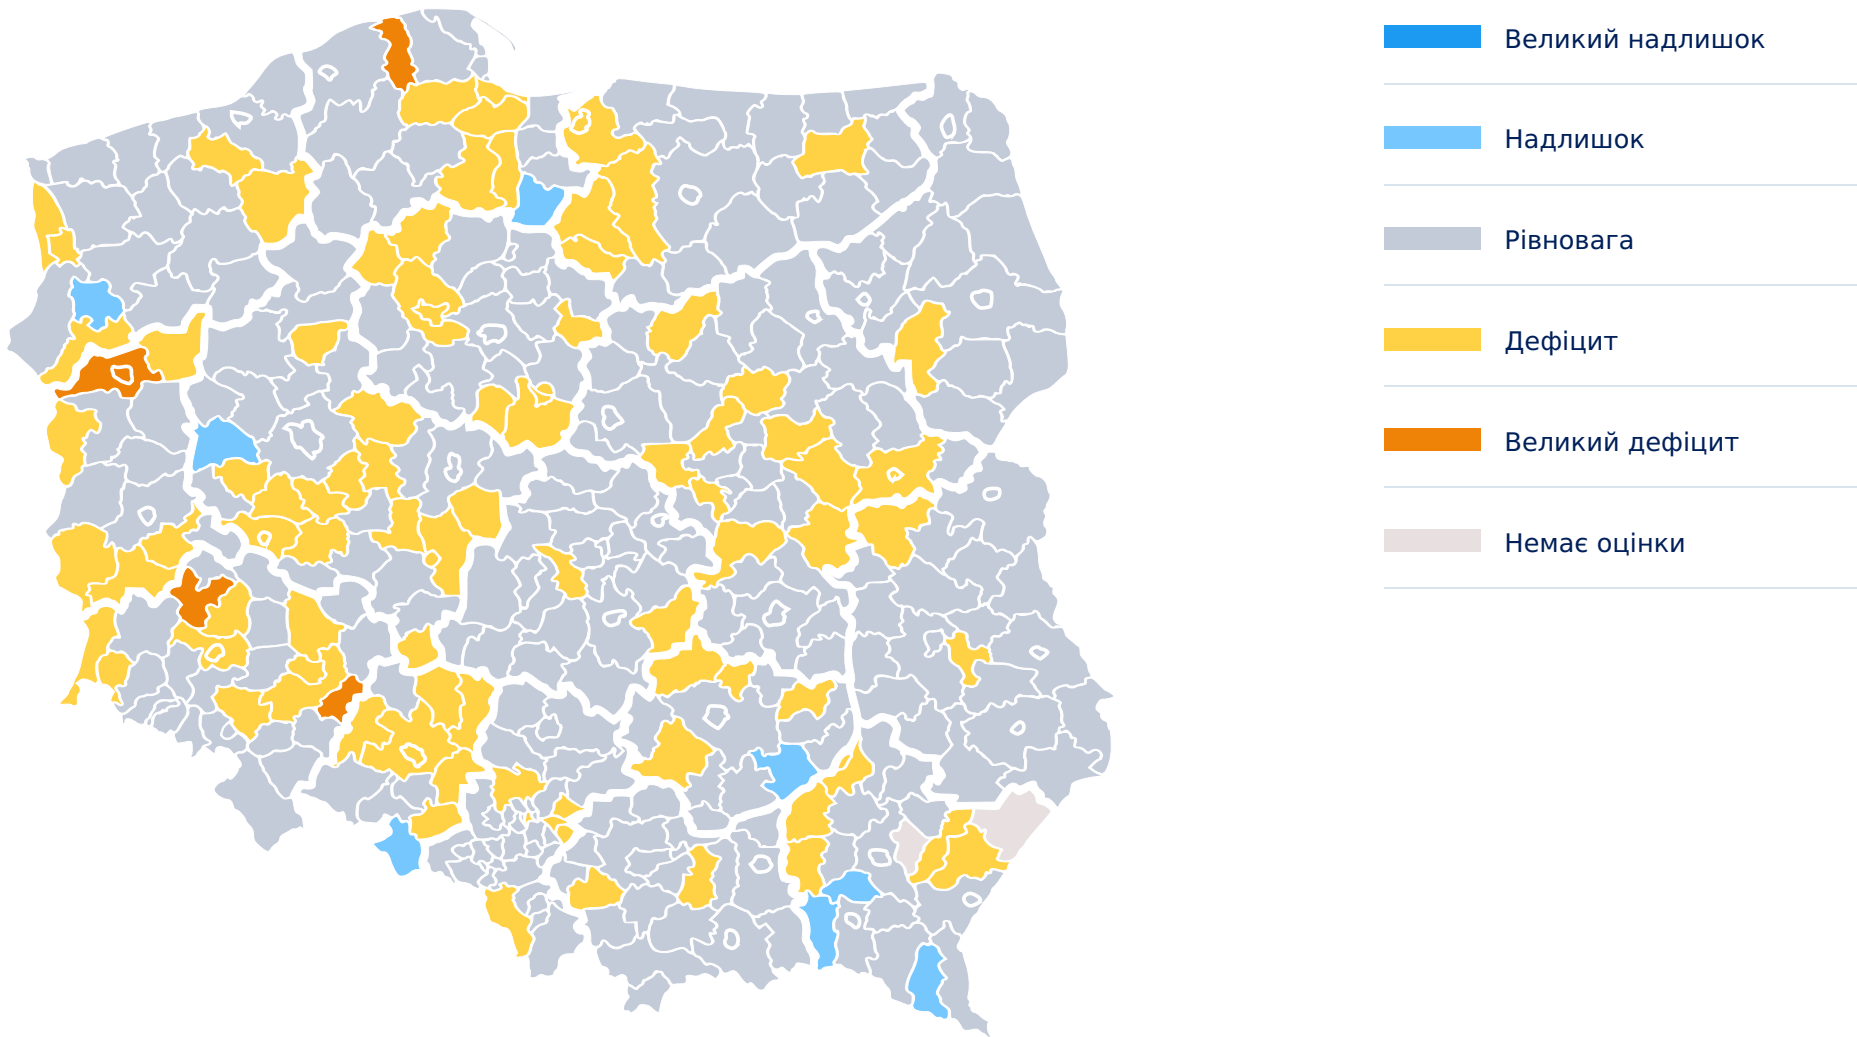 Великий надлишок
Надлишок
Рівновага
Дефіцит
Великий дефіцит
Немає оцінки